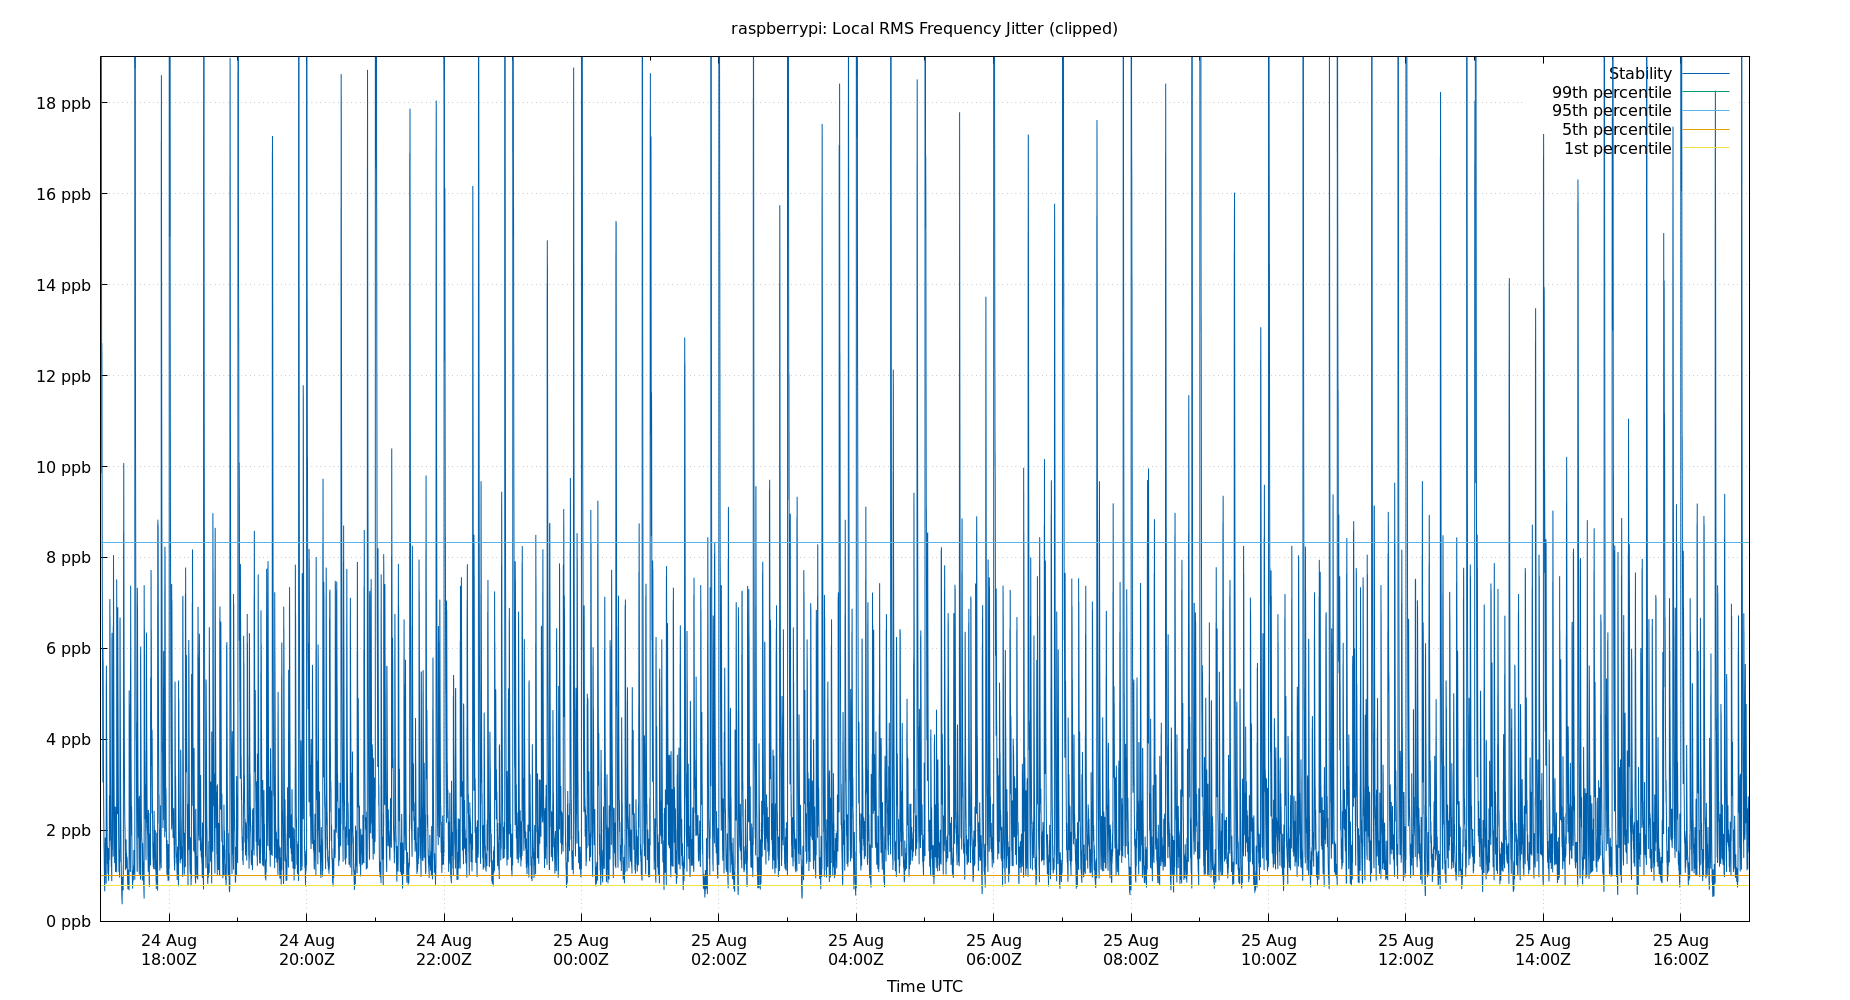 raspberrypi: Local RMS Frequency Jitter (clipped)
Stability
99th percentile
95th percentile
5th percentile
1st percentile
18 ppb
16 ppb
14 ppb
12 ppb
10 ppb
8 ppb
6 ppb
4 ppb
2 ppb
0 ppb
24 Aug 24 Aug 24 Aug 25 Aug 25 Aug 25 Aug 25 Aug 25 Aug 25 Aug 25 Aug 25 Aug 25 Aug
18:00Z 20:00Z 22:00Z 00:00Z 02:00Z 04:00Z 06:00Z 08:00Z 10:00Z 12:00Z 14:00Z 16:00Z
Time UTC